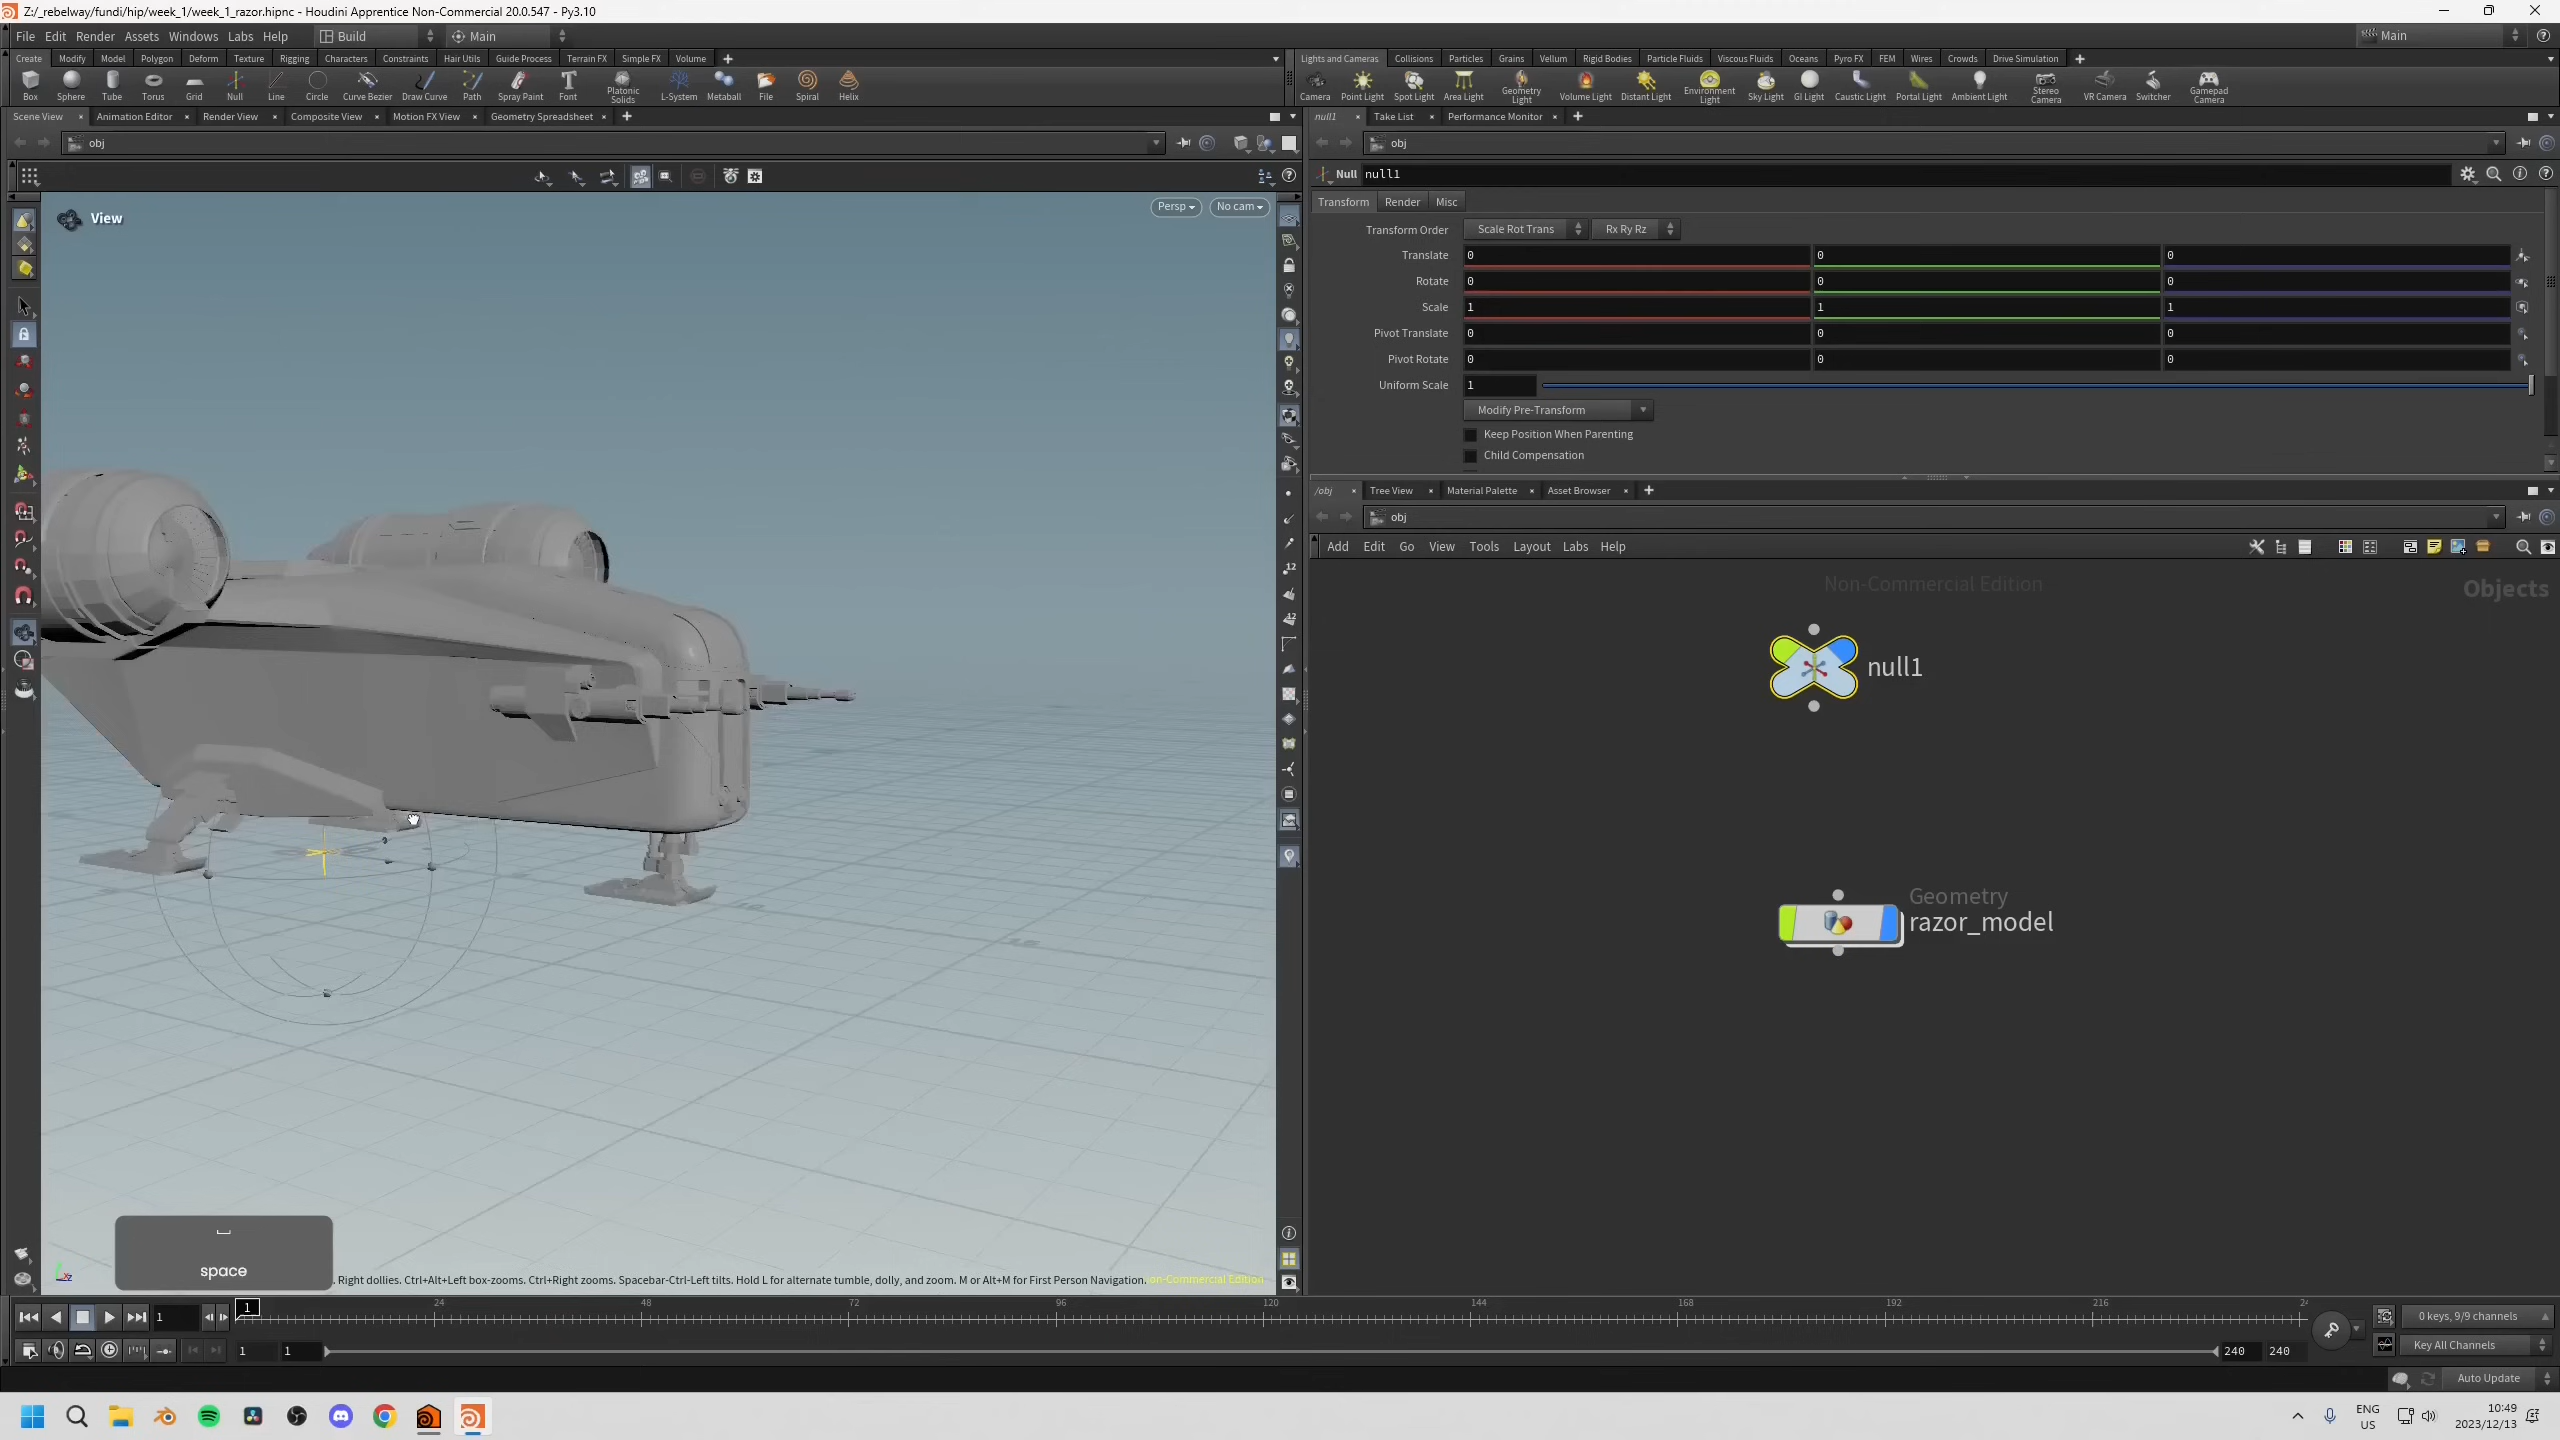 Z:/_rebelway/fundi/hip/week_1/week_1_razor.hipnc - Houdini Apprentice Non-Commercial 20.0.547 - Py3.10
File Edit Render Assets Windows Labs Help Build Main Main
Create Modify Model Polygon Deform Texture Rigging Characters Constraints Hair Utils Guide Process Terrain FX Simple FX Volume
Lights and Cameras Collisions Particles Grains Vellum Rigid Bodies Particle Fluids Viscous Fluids Oceans Pyro FX FEM Wires Crowds Drive Simulation
Box Sphere Tube Torus Grid Null Line Circle Curve Bezier Draw Curve Path Spray Paint Font Platonic Solids L-System Metaball File Spiral Helix
Camera Point Light Spot Light Area Light Geometry Light Volume Light Distant Light Environment Light Sky Light GI Light Caustic Light Portal Light Ambient Light Stereo Camera VR Camera Switcher Gamepad Camera
Scene View Animation Editor Render View Composite View Motion FX View Geometry Spreadsheet
null1 Take List Performance Monitor
obj
obj
View
Persp No cam
Null null1
Transform Render Misc
Transform Order Scale Rot Trans Rx Ry Rz
Translate 0 0 0
Rotate 0 0 0
Scale 1 1 1
Pivot Translate 0 0 0
Pivot Rotate 0 0 0
Uniform Scale 1
Modify Pre-Transform
Keep Position When Parenting
Child Compensation
/obj Tree View Material Palette Asset Browser
obj
Add Edit Go View Tools Layout Labs Help
Non-Commercial Edition
Objects
null1
Geometry
razor_model
12
space
. Right dollies. Ctrl+Alt+Left box-zooms. Ctrl+Right zooms. Spacebar-Ctrl-Left tilts. Hold L for alternate tumble, dolly, and zoom. M or Alt+M for First Person Navigation.
on-Commercial Edition
1 1 24 48 72 96 120 144 168 192 216
0 keys, 9/9 channels
1 1 240 240
Key All Channels
Auto Update
ENG
US
10:49
2023/12/13